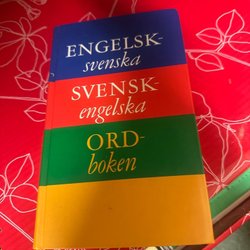 ENGELSK-
svenska
SVENSK-
engelska
ORD-
boken